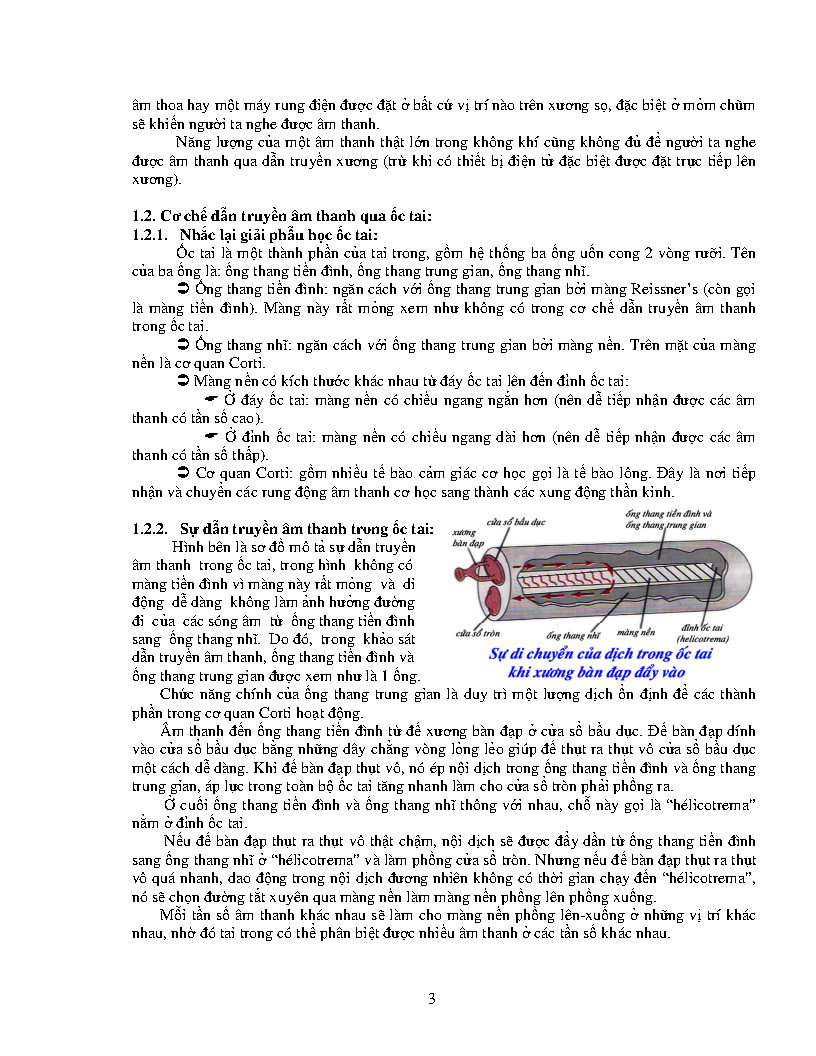 âm thoa hay một máy rung điện được đặt ở bất cứ vị trí nào trên xương sọ, đặc biệt ở mỏm chũm
sẽ khiến người ta nghe được âm thanh.
Năng lượng của một âm thanh thật lớn trong không khí cũng không đủ để người ta nghe
được âm thanh qua dẫn truyền xương (trừ khi có thiết bị điện tử đặc biệt được đặt trực tiếp lên
xương).
1.2. Cơ chế dẫn truyền âm thanh qua ốc tai:
1.2.1. Nhắc lại giải phẫu học ốc tai:
Ốc tai là một thành phần của tai trong, gồm hệ thống ba ống uốn cong 2 vòng rưỡi. Tên
của ba ống là: ống thang tiền đình, ống thang trung gian, ống thang nhĩ.
➲ Ống thang tiền đình: ngăn cách với ống thang trung gian bởi màng Reissner's (còn gọi
là màng tiền đình). Màng này rất mỏng xem như không có trong cơ chế dẫn truyền âm thanh
trong ốc tai.
➲ Ống thang nhĩ: ngăn cách với ống thang trung gian bởi màng nền. Trên mặt của màng
nền là cơ quan Corti.
➲ Màng nền có kích thước khác nhau từ đáy ốc tai lên đến đỉnh ốc tai:
☛ Ở đáy ốc tai: màng nền có chiều ngang ngắn hơn (nên dễ tiếp nhận được các âm
thanh có tần số cao).
☛ Ở đỉnh ốc tai: màng nền có chiều ngang dài hơn (nên dễ tiếp nhận được các âm
thanh có tần số thấp).
➲ Cơ quan Corti: gồm nhiều tế bào cảm giác cơ học gọi là tế bào lông. Đây là nơi tiếp
nhận và chuyển các rung động âm thanh cơ học sang thành các xung động thần kinh.
1.2.2. Sự dẫn truyền âm thanh trong ốc tai:
Hình bên là sơ đồ mô tả sự dẫn truyền
âm thanh trong ốc tai, trong hình không có
màng tiền đình vì màng này rất mỏng và di
động dễ dàng không làm ảnh hưởng đường
đi của các sóng âm từ ống thang tiền đình
sang ống thang nhĩ. Do đó, trong khảo sát
dẫn truyền âm thanh, ống thang tiền đình và
ống thang trung gian được xem như là 1 ống.
xương
bàn đạp
cửa sổ bầu dục
ống thang tiền đình và
ống thang trung gian
cửa sổ tròn
ống thang nhĩ
màng nền
đỉnh ốc tai
(helicotrema)
Sự di chuyển của dịch trong ốc tai
khi xương bàn đạp đẩy vào
Chức năng chính của ống thang trung gian là duy trì một lượng dịch ổn định để các thành
phần trong cơ quan Corti hoạt động.
Âm thanh đến ống thang tiền đình từ đế xương bàn đạp ở cửa sổ bầu dục. Đế bàn đạp dính
vào cửa sổ bầu dục bằng những dây chằng vòng lỏng lẻo giúp đế thụt ra thụt vô cửa sổ bầu dục
một cách dễ dàng. Khi đế bàn đạp thụt vô, nó ép nội dịch trong ống thang tiền đình và ống thang
trung gian, áp lực trong toàn bộ ốc tai tăng nhanh làm cho cửa sổ tròn phải phồng ra.
Ở cuối ống thang tiền đình và ống thang nhĩ thông với nhau, chỗ này gọi là “hélicotrema”
nằm ở đỉnh ốc tai.
Nếu đế bàn đạp thụt ra thụt vô thật chậm, nội dịch sẽ được đẩy dần từ ống thang tiền đình
sang ống thang nhĩ ở “hélicotrema” và làm phồng cửa sổ tròn. Nhưng nếu đế bàn đạp thụt ra thụt
vô quá nhanh, dao động trong nội dịch đương nhiên không có thời gian chạy đến “hélicotrema”,
nó sẽ chọn đường tắt xuyên qua màng nền làm màng nền phồng lên phồng xuống.
Mỗi tần số âm thanh khác nhau sẽ làm cho màng nền phồng lên-xuống ở những vị trí khác
nhau, nhờ đó tai trong có thể phân biệt được nhiều âm thanh ở các tần số khác nhau.
3